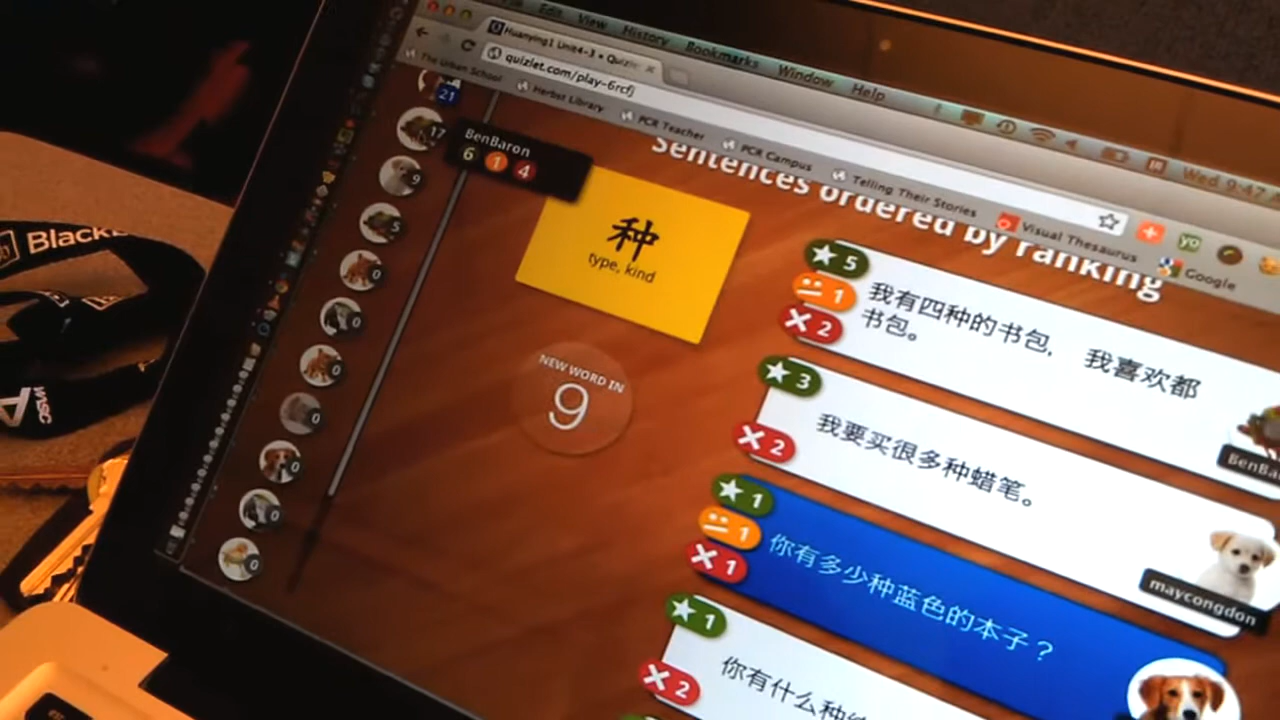 Edit View History Bookmarks Window Help
Wed 9:47
Huanying1 Unit4-3 • Quizle
quizlet.com/play-6rcfj
The Urban School
Herbst Library
PCR Teacher
PCR Campus
Telling Their Stories
Visual Thesaurus
Google
yo
21
17
9
5
0
0
0
0
0
0
0
BenBaron
6 1 4
种
type, kind
NEW WORD IN
9
Sentences ordered by ranking
5
1
2
我有四种的书包, 我喜欢都
书包。
BenBa
3
2
我要买很多种蜡笔。
maycongdon
1
1
1
你有多少种蓝色的本子？
1
2
你有什么种
WASC